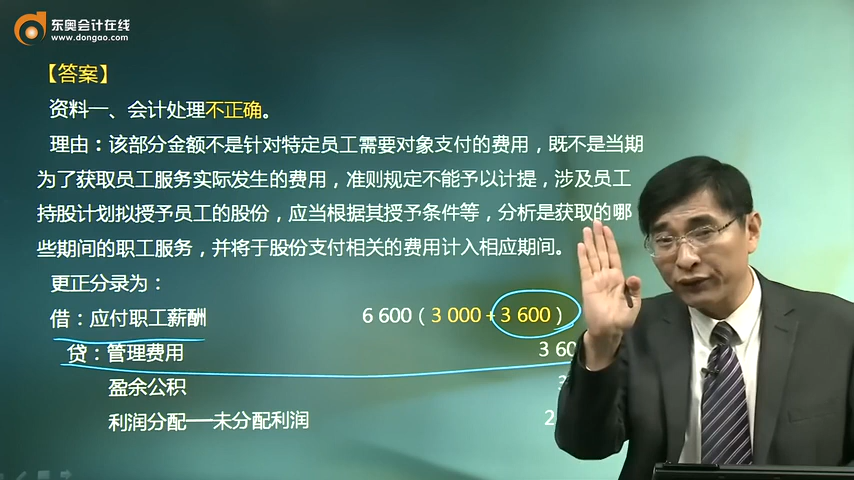 东奥会计在线
www.dongao.com
【答案】
资料一、会计处理不正确。
理由：该部分金额不是针对特定员工需要对象支付的费用，既不是当期
为了获取员工服务实际发生的费用，准则规定不能予以计提，涉及员工
持股计划拟授予员工的股份，应当根据其授予条件等，分析是获取的哪
些期间的职工服务，并将于股份支付相关的费用计入相应期间。
更正分录为：
借：应付职工薪酬 6 600（3 000＋3 600）
贷：管理费用 3 60
盈余公积
利润分配──未分配利润 2